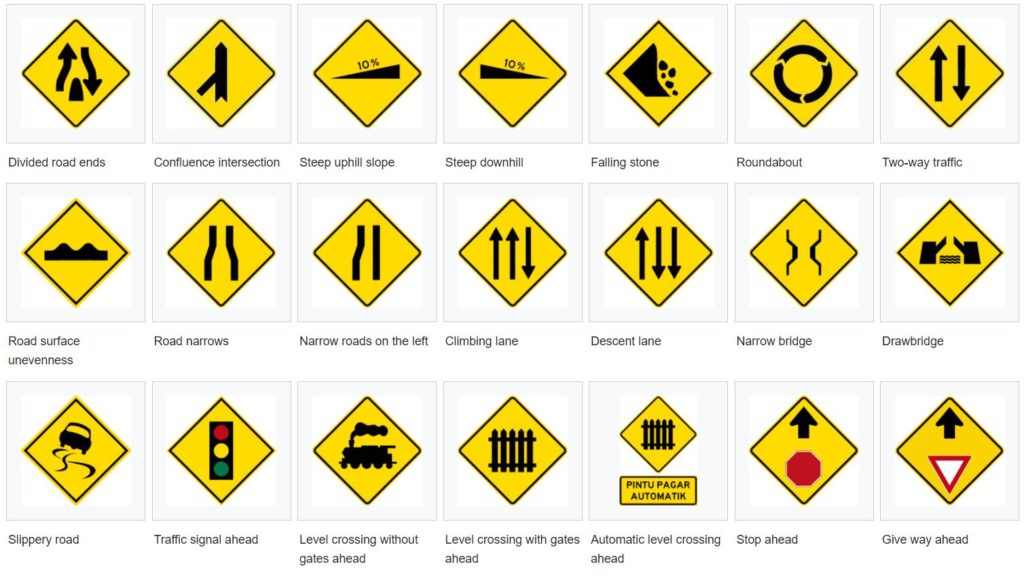 10%
10%
Divided road ends
Confluence intersection
Steep uphill slope
Steep downhill
Falling stone
Roundabout
Two-way traffic
Road surface
unevenness
Road narrows
Narrow roads on the left
Climbing lane
Descent lane
Narrow bridge
Drawbridge
PINTU PAGAR
AUTOMATIK
Slippery road
Traffic signal ahead
Level crossing without
gates ahead
Level crossing with gates
ahead
Automatic level crossing
ahead
Stop ahead
Give way ahead